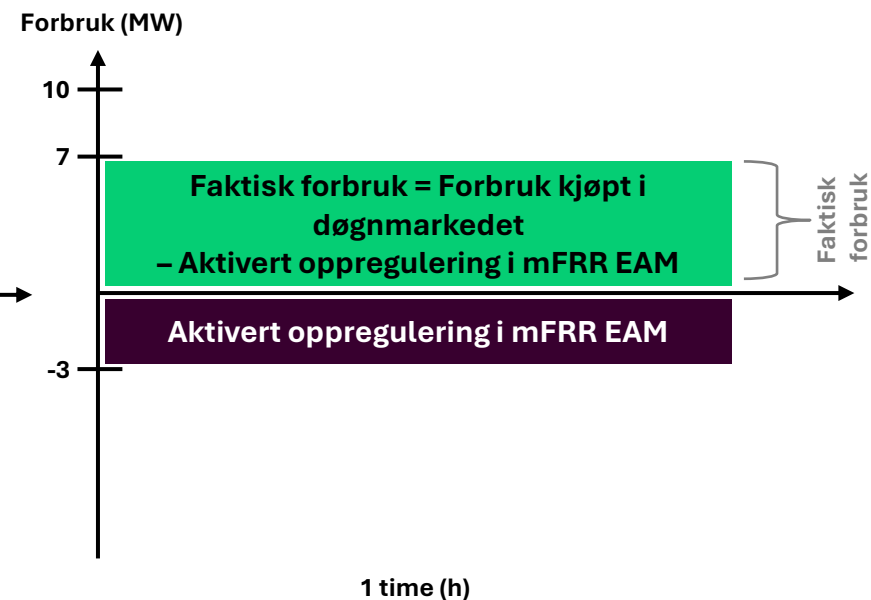 Forbruk (MW)
10
7
Faktisk forbruk = Forbruk kjøpt i
døgnmarkedet
– Aktivert oppregulering i mFRR EAM
Faktisk
forbruk
Aktivert oppregulering i mFRR EAM
-3
1 time (h)